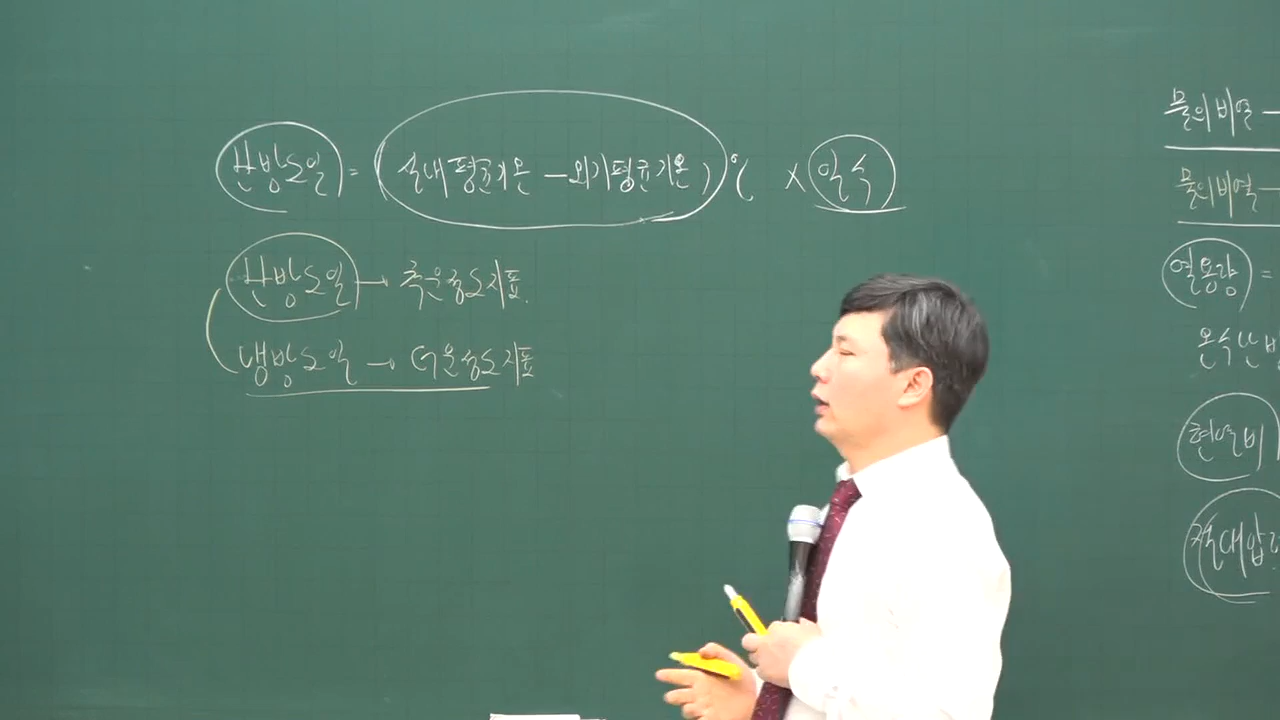 난방도일 = (실내평균기온 - 외기평균기온)℃ × 일수
난방도일 → 추운정도지표.
냉방도일 → 더운정도지표
물의비열 -
물의비열 -
열용량 =
온수난방
현열비
절대압력